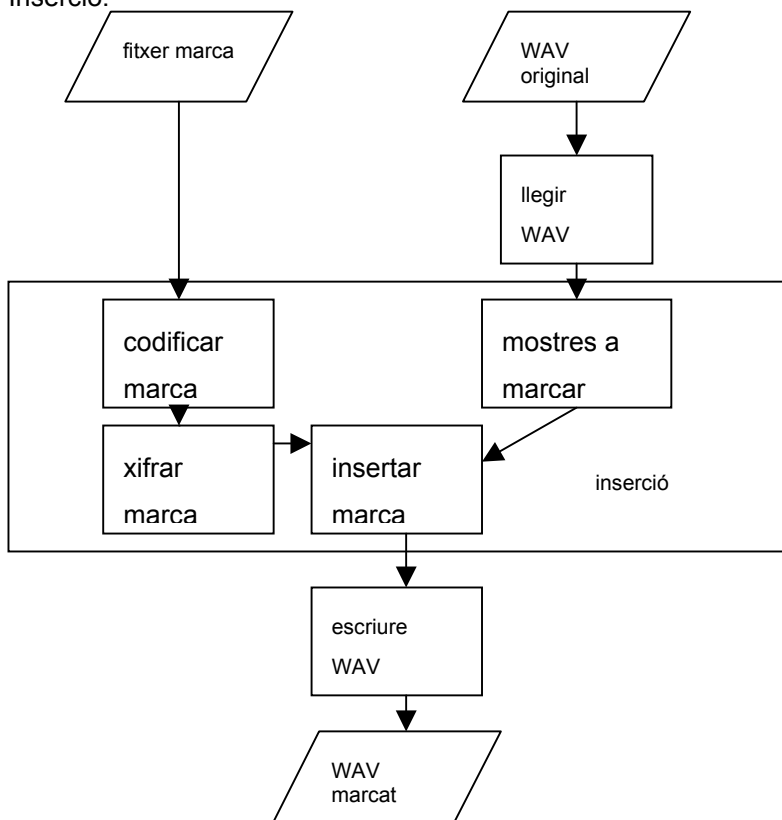 Inserció:
fitxer marca
WAV
original
llegir
WAV
codificar
marca
mostres a
marcar
xifrar
marca
insertar
marca
inserció
escriure
WAV
WAV
marcat